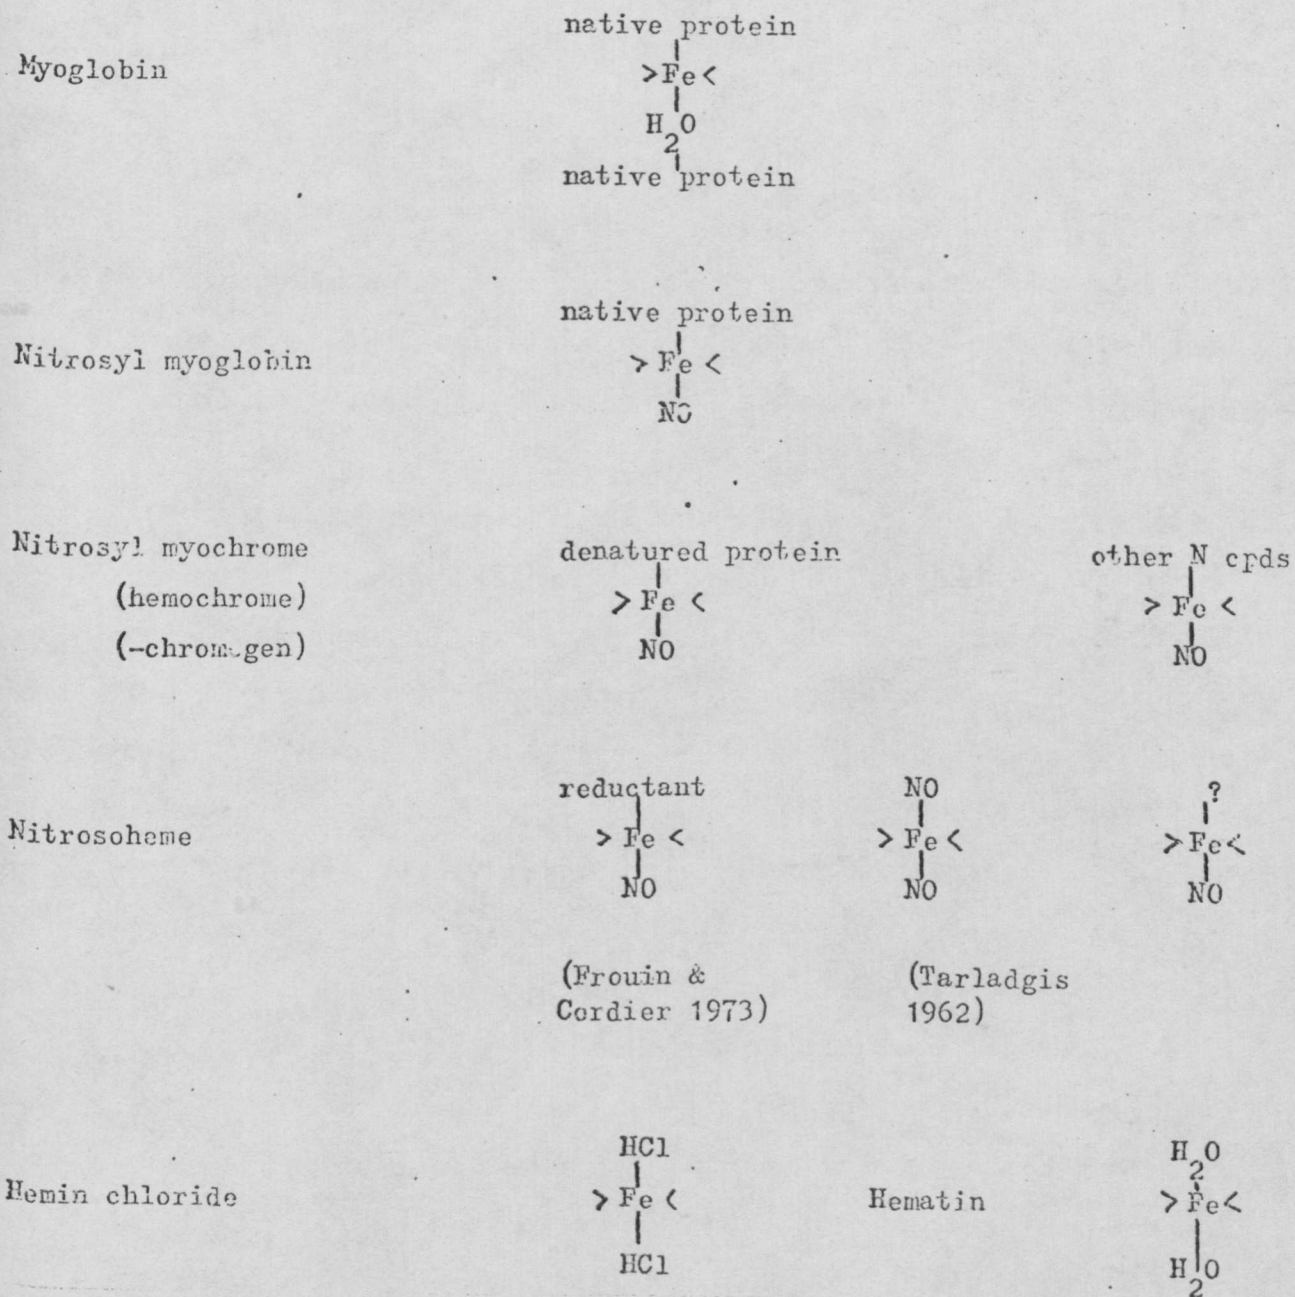 native protein
Myoglobin
>Fe<
H2O
native protein
native protein
Nitrosyl myoglobin
> Fe <
NO
Nitrosyl myochrome
denatured protein
other N cpds
(hemochrome)
> Fe <
> Fe <
(-chromogen)
NO
NO
reductant
NO
?
Nitrosoheme
> Fe <
> Fe <
>Fe<
NO
NO
NO
(Frouin &
Cordier 1973)
(Tarladgis
1962)
HCl
H2O
Hemin chloride
> Fe <
Hematin
>Fe<
HCl
H2O